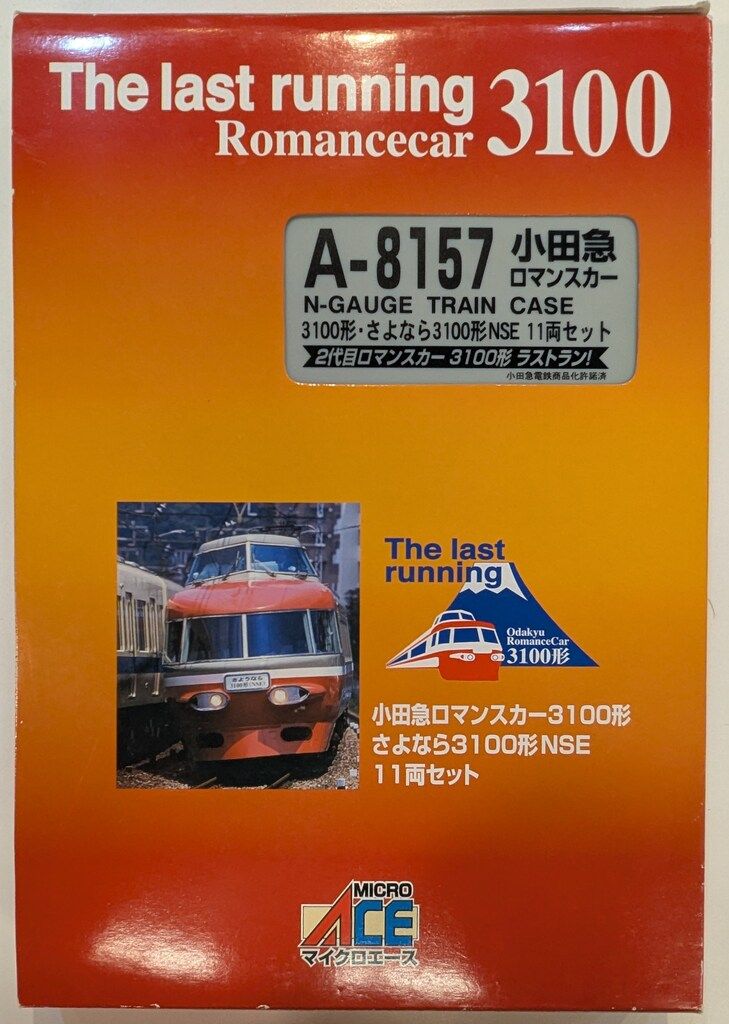 The last running 3100
Romancecar
A-8157 小田急
ロマンスカー
N-GAUGE TRAIN CASE
3100形・さよなら3100形NSE 11両セット
2代目ロマンスカー 3100形 ラストラン!
小田急電鉄商品化許諾済
さようなら
3100形(NSE)
The last
running
Odakyu
RomanceCar
3100形
小田急ロマンスカー3100形
さよなら3100形NSE
11両セット
MICRO
ACE
マイクロエース